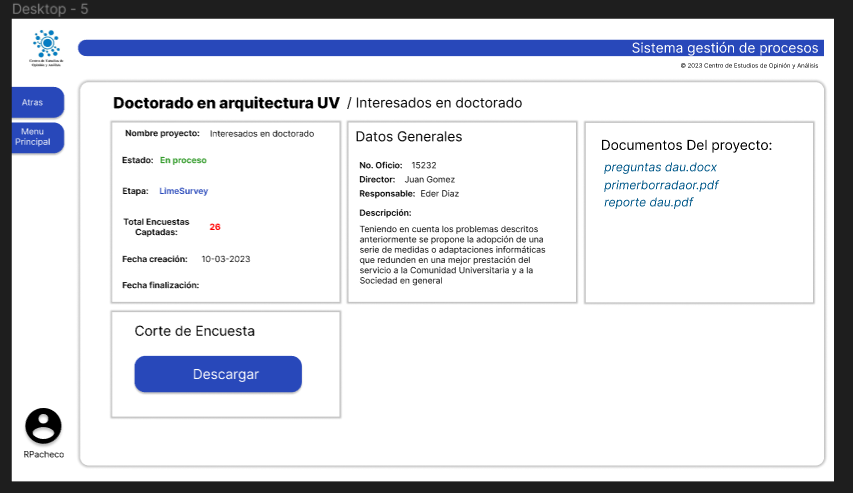 Desktop - 5
Centro de Estudios de
Opinión y Análisis
Sistema gestión de procesos
© 2023 Centro de Estudios de Opinión y Análisis
Atras
Menu
Principal
Doctorado en arquitectura UV / Interesados en doctorado
Nombre proyecto: Interesados en doctorado
Estado: En proceso
Etapa: LimeSurvey
Total Encuestas
Captadas: 26
Fecha creación: 10-03-2023
Fecha finalización:
Datos Generales
No. Oficio: 15232
Director: Juan Gomez
Responsable: Eder Diaz
Descripción:
Teniendo en cuenta los problemas descritos
anteriormente se propone la adopción de una
serie de medidas o adaptaciones informáticas
que redunden en una mejor prestación del
servicio a la Comunidad Universitaria y a la
Sociedad en general
Documentos Del proyecto:
preguntas dau.docx
primerborradaor.pdf
reporte dau.pdf
Corte de Encuesta
Descargar
RPacheco